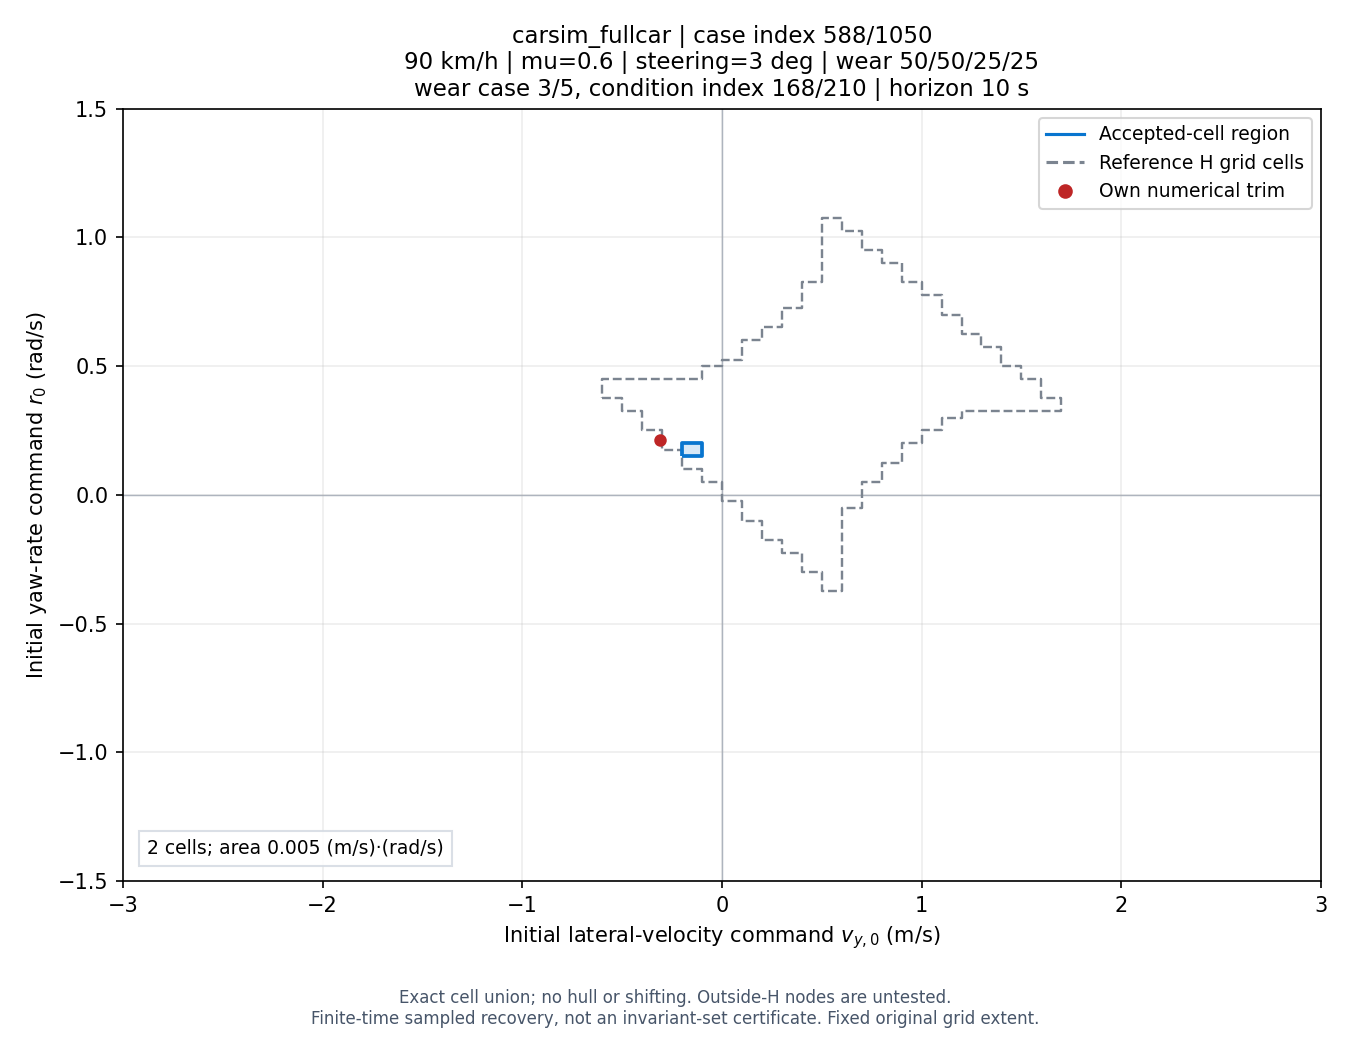 carsim_fullcar | case index 588/1050
90 km/h | mu=0.6 | steering=3 deg | wear 50/50/25/25
wear case 3/5, condition index 168/210 | horizon 10 s
Accepted-cell region
Reference H grid cells
Own numerical trim
1.5
1.0
0.5
0.0
−0.5
−1.0
−1.5
Initial yaw-rate command r₀ (rad/s)
2 cells; area 0.005 (m/s)·(rad/s)
−3
−2
−1
0
1
2
3
Initial lateral-velocity command v_{y,0} (m/s)
Exact cell union; no hull or shifting. Outside-H nodes are untested.
Finite-time sampled recovery, not an invariant-set certificate. Fixed original grid extent.